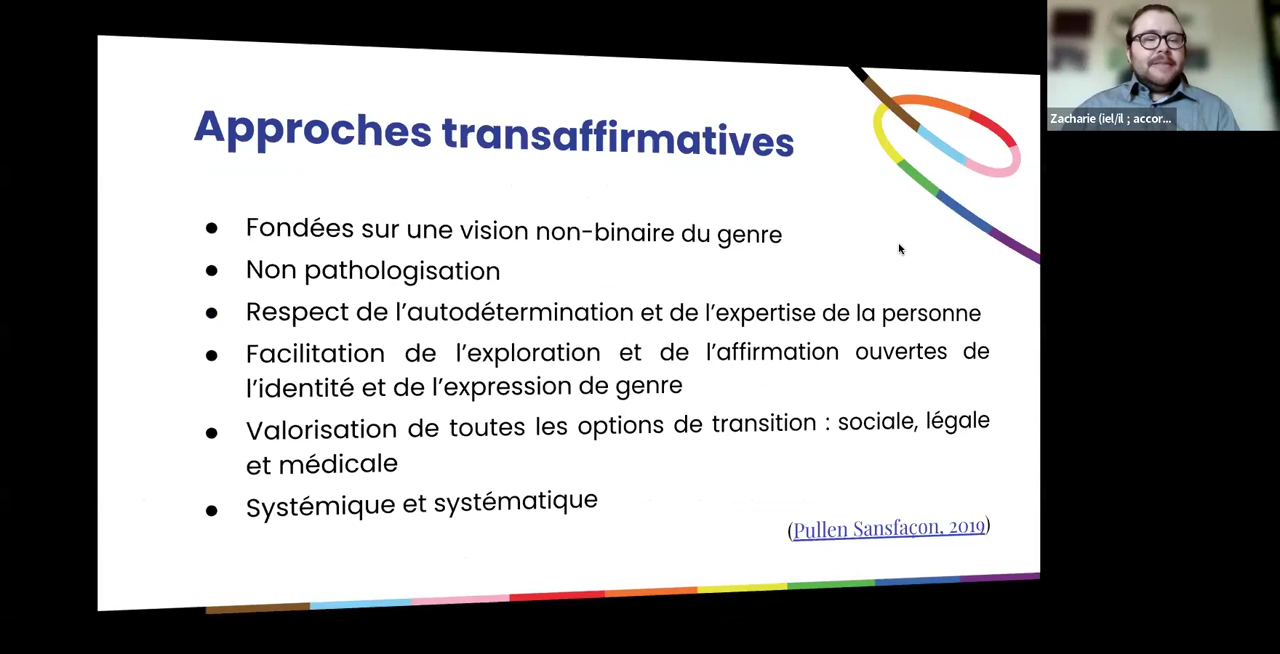 Approches transaffirmatives
● Fondées sur une vision non-binaire du genre
● Non pathologisation
● Respect de l’autodétermination et de l’expertise de la personne
● Facilitation de l’exploration et de l’affirmation ouvertes de
l’identité et de l’expression de genre
● Valorisation de toutes les options de transition : sociale, légale
et médicale
● Systémique et systématique
(Pullen Sansfaçon, 2019)
Zacharie (iel/il ; accor...